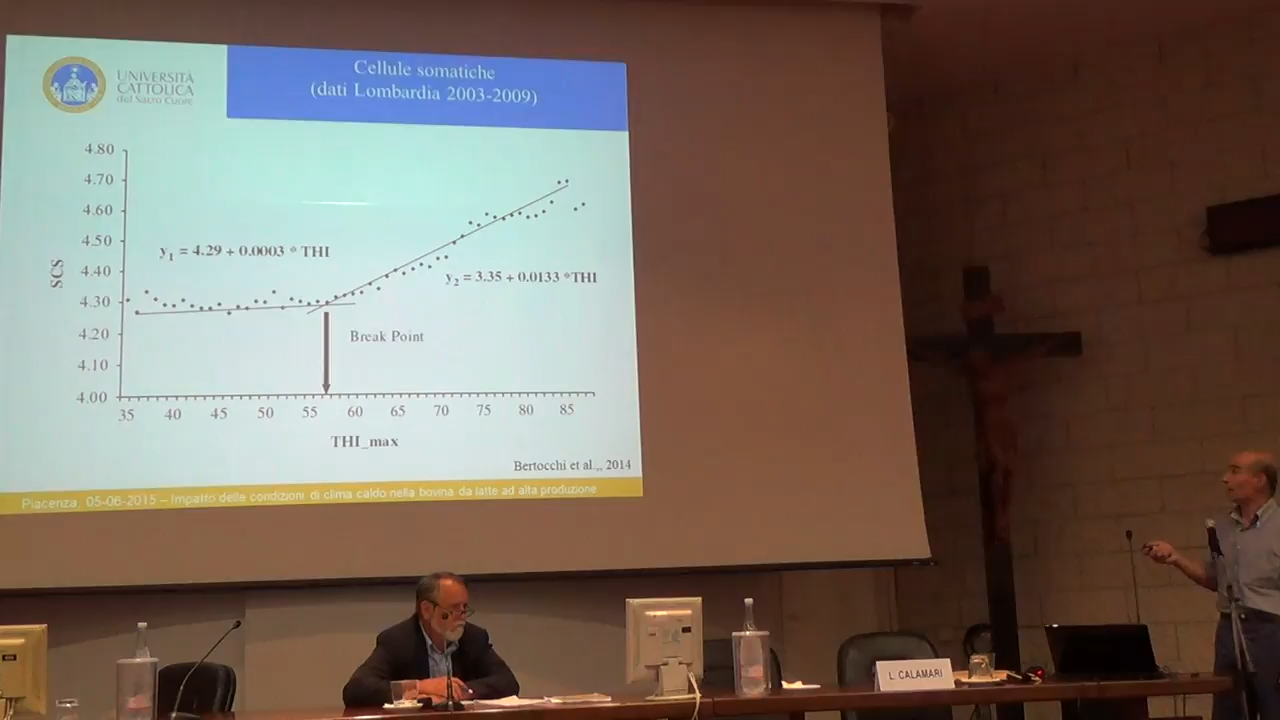 UNIVERSITÀ
CATTOLICA
del Sacro Cuore
Cellule somatiche
(dati Lombardia 2003-2009)
4.80
4.70
4.60
4.50
4.40
4.30
4.20
4.10
4.00
SCS
y1 = 4.29 + 0.0003 * THI
y2 = 3.35 + 0.0133 *THI
Break Point
35 40 45 50 55 60 65 70 75 80 85
THI_max
Bertocchi et al.,, 2014
Piacenza, 05-06-2015 – Impatto delle condizioni di clima caldo nella bovina da latte ad alta produzione
L. CALAMARI